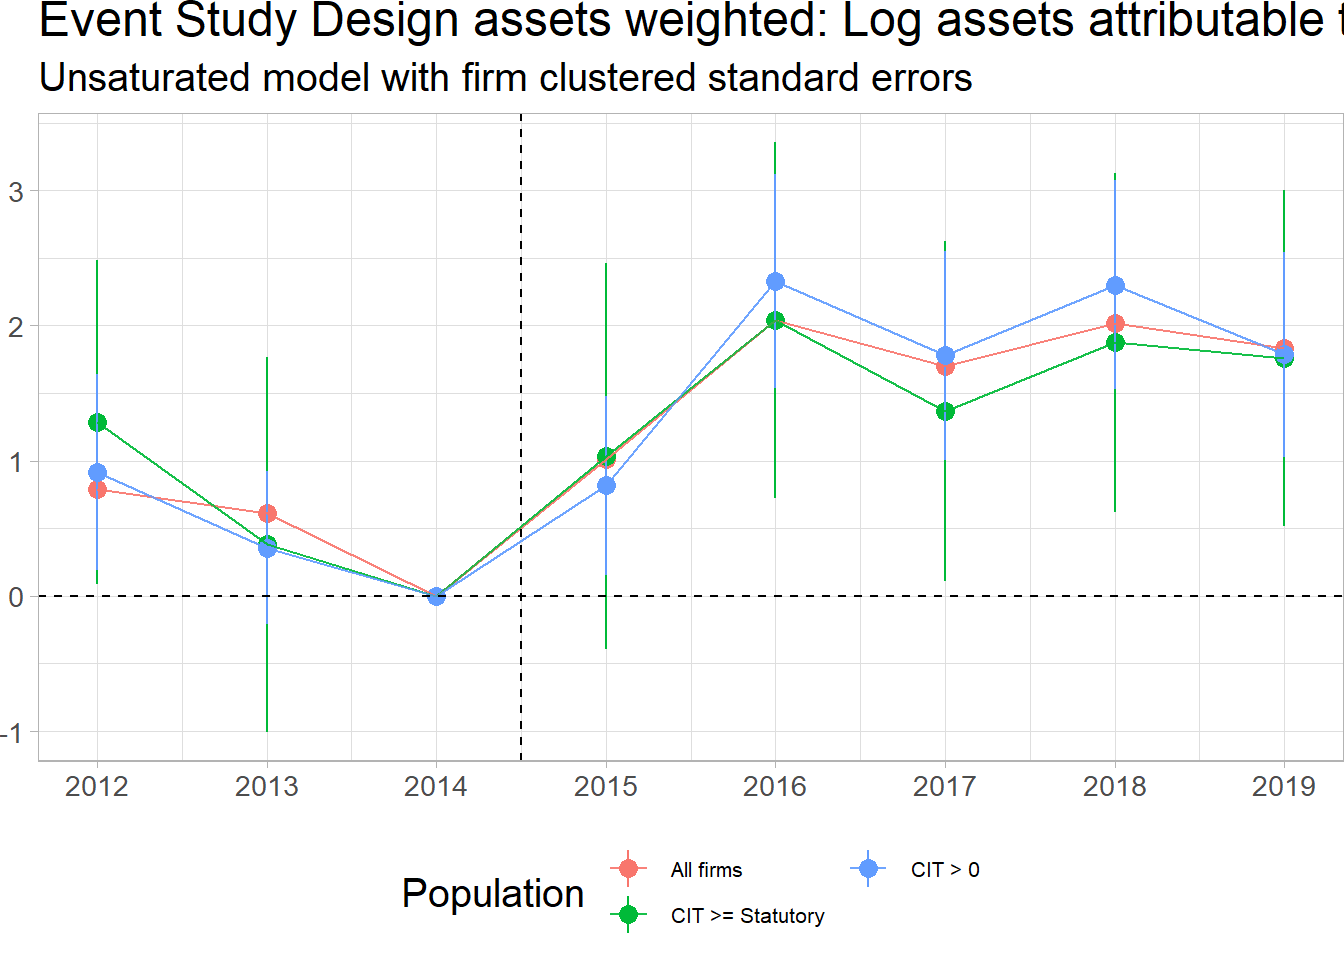 Event Study Design assets weighted: Log assets attributable
Unsaturated model with firm clustered standard errors
3
2
1
0
-1
2012 2013 2014 2015 2016 2017 2018 2019
Population
All firms
CIT > 0
CIT >= Statutory